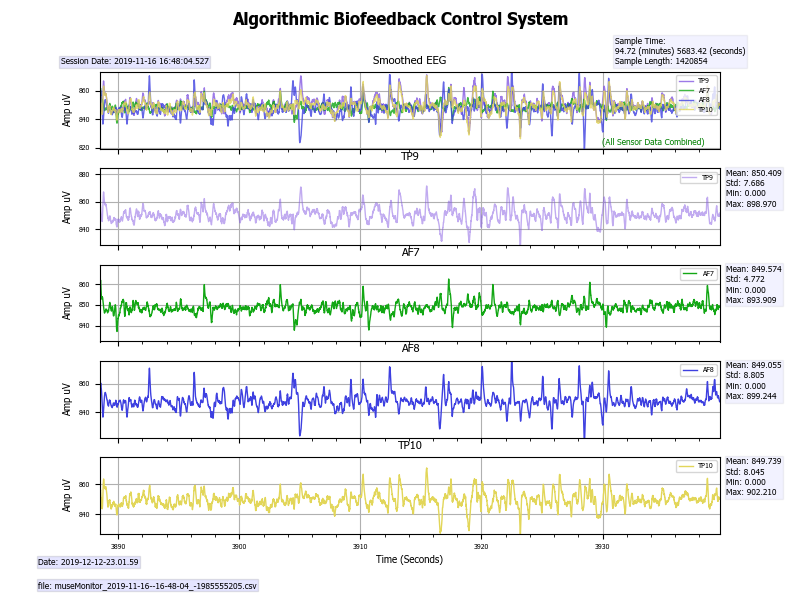 Algorithmic Biofeedback Control System
Sample Time:
94.72 (minutes) 5683.42 (seconds)
Sample Length: 1420854
Session Date: 2019-11-16 16:48:04.527
Smoothed EEG
Amp uV
860
840
820
TP9
AF7
AF8
TP10
(All Sensor Data Combined)
TP9
Amp uV
880
860
840
TP9
Mean: 850.409
Std: 7.686
Min: 0.000
Max: 898.970
AF7
Amp uV
860
850
840
AF7
Mean: 849.574
Std: 4.772
Min: 0.000
Max: 893.909
AF8
Amp uV
860
840
AF8
Mean: 849.055
Std: 8.805
Min: 0.000
Max: 899.244
TP10
Amp uV
860
840
TP10
Mean: 849.739
Std: 8.045
Min: 0.000
Max: 902.210
3890
3900
3910
3920
3930
Time (Seconds)
Date: 2019-12-12-23.01.59
file: museMonitor_2019-11-16--16-48-04_-1985555205.csv